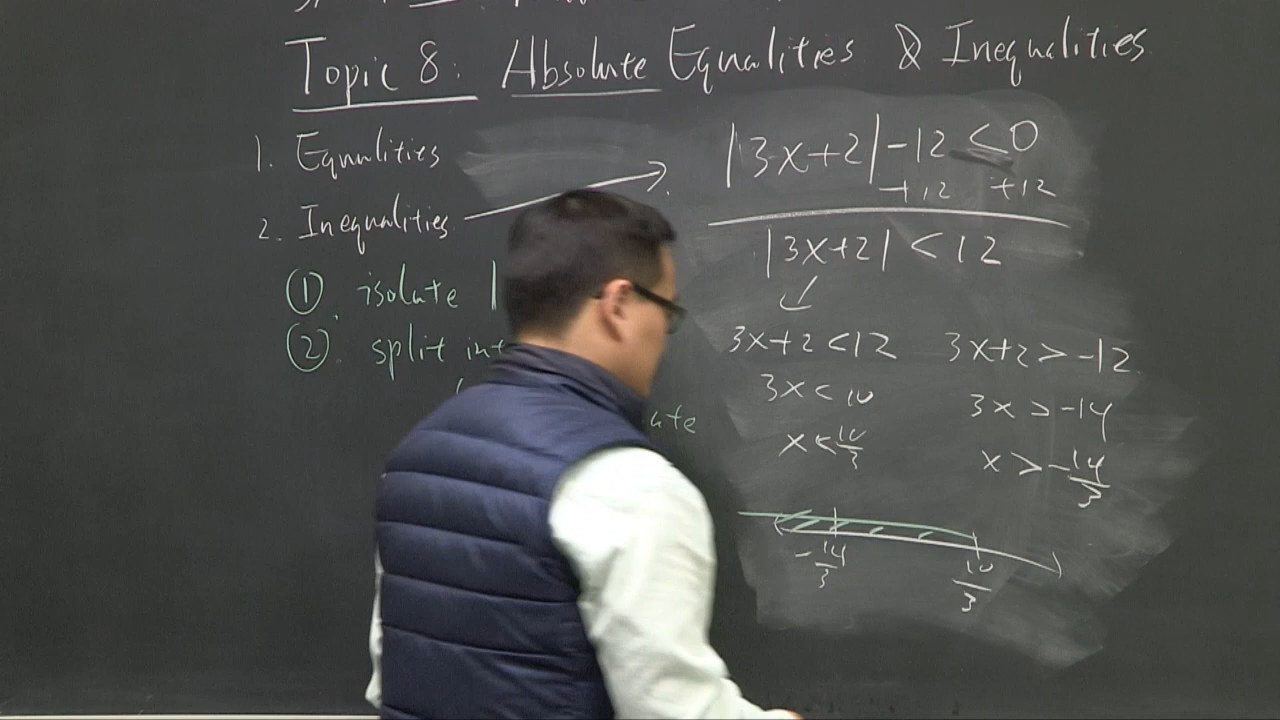 Topic 8: Absolute Equalities & Inequalities
1. Equalities
2. Inequalities
① isolate |
② split int
ate
|3x+2|-12<0
+12 +12
|3x+2|<12
3x+2<12
3x<10
x<10/3
3x+2>-12
3x>-14
x>-14/3
-14/3
10/3